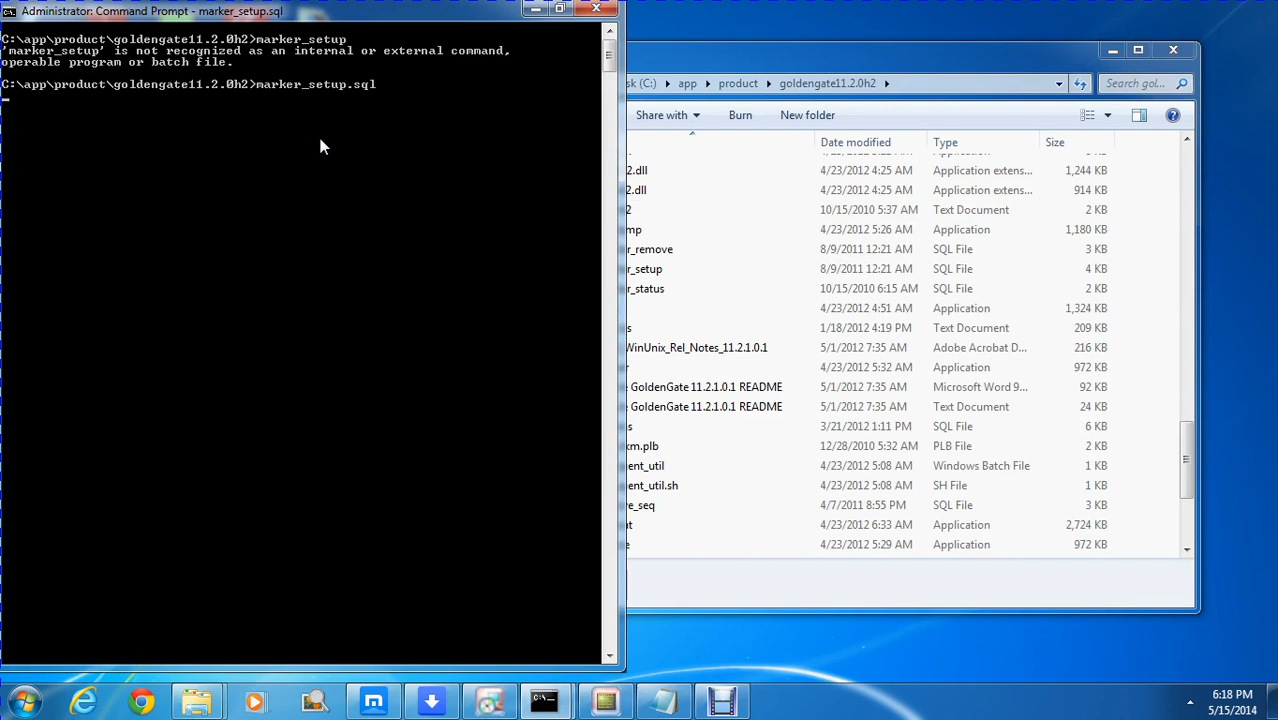 Administrator: Command Prompt - marker_setup.sql
C:\app\product\goldengate11.2.0h2>marker_setup
'marker_setup' is not recognized as an internal or external command,
operable program or batch file.
C:\app\product\goldengate11.2.0h2>marker_setup.sql
sk (C:) app product goldengate11.2.0h2
Search gol...
Share with Burn New folder
Date modified Type Size
2.dll 4/23/2012 4:25 AM Application extens... 1,244 KB
2.dll 4/23/2012 4:25 AM Application extens... 914 KB
2 10/15/2010 5:37 AM Text Document 2 KB
mp 4/23/2012 5:26 AM Application 1,180 KB
r_remove 8/9/2011 12:21 AM SQL File 3 KB
r_setup 8/9/2011 12:21 AM SQL File 4 KB
r_status 10/15/2010 6:15 AM SQL File 2 KB
4/23/2012 4:51 AM Application 1,324 KB
s 1/18/2012 4:19 PM Text Document 209 KB
WinUnix_Rel_Notes_11.2.1.0.1 5/1/2012 7:35 AM Adobe Acrobat D... 216 KB
r 4/23/2012 5:32 AM Application 972 KB
e GoldenGate 11.2.1.0.1 README 5/1/2012 7:35 AM Microsoft Word 9... 92 KB
e GoldenGate 11.2.1.0.1 README 5/1/2012 7:35 AM Text Document 24 KB
s 3/21/2012 1:11 PM SQL File 6 KB
km.plb 12/28/2010 5:32 AM PLB File 2 KB
ent_util 4/23/2012 5:08 AM Windows Batch File 1 KB
ent_util.sh 4/23/2012 5:08 AM SH File 1 KB
re_seq 4/7/2011 8:55 PM SQL File 3 KB
t 4/23/2012 6:33 AM Application 2,724 KB
e 4/23/2012 5:29 AM Application 972 KB
6:18 PM
5/15/2014